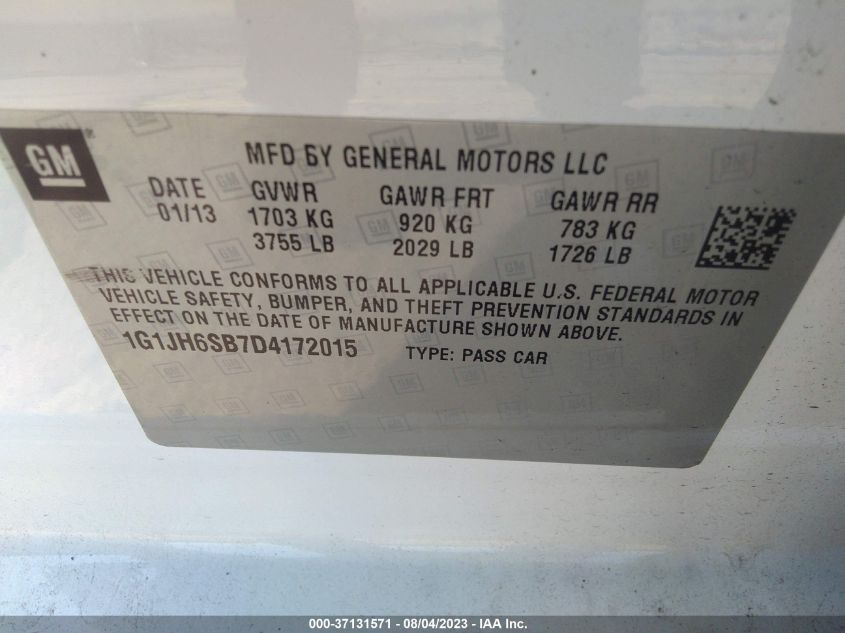 GM
MFD BY GENERAL MOTORS LLC
DATE GVWR GAWR FRT GAWR RR
01/13 1703 KG 920 KG 783 KG
3755 LB 2029 LB 1726 LB
THIS VEHICLE CONFORMS TO ALL APPLICABLE U.S. FEDERAL MOTOR
VEHICLE SAFETY, BUMPER, AND THEFT PREVENTION STANDARDS IN
EFFECT ON THE DATE OF MANUFACTURE SHOWN ABOVE.
1G1JH6SB7D4172015 TYPE: PASS CAR
000-37131571 - 08/04/2023 - IAA Inc.